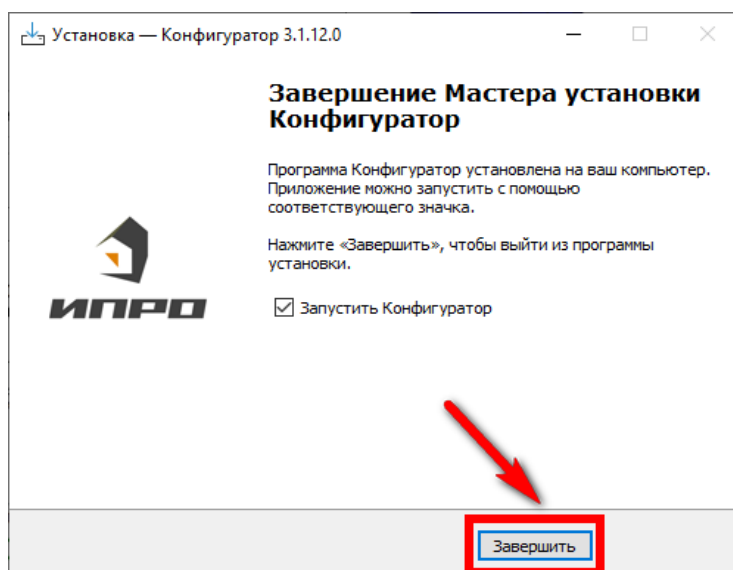 Установка — Конфигуратор 3.1.12.0
Завершение Мастера установки
Конфигуратор
Программа Конфигуратор установлена на ваш компьютер.
Приложение можно запустить с помощью
соответствующего значка.
Нажмите «Завершить», чтобы выйти из программы
установки.
ИПРО
Запустить Конфигуратор
Завершить